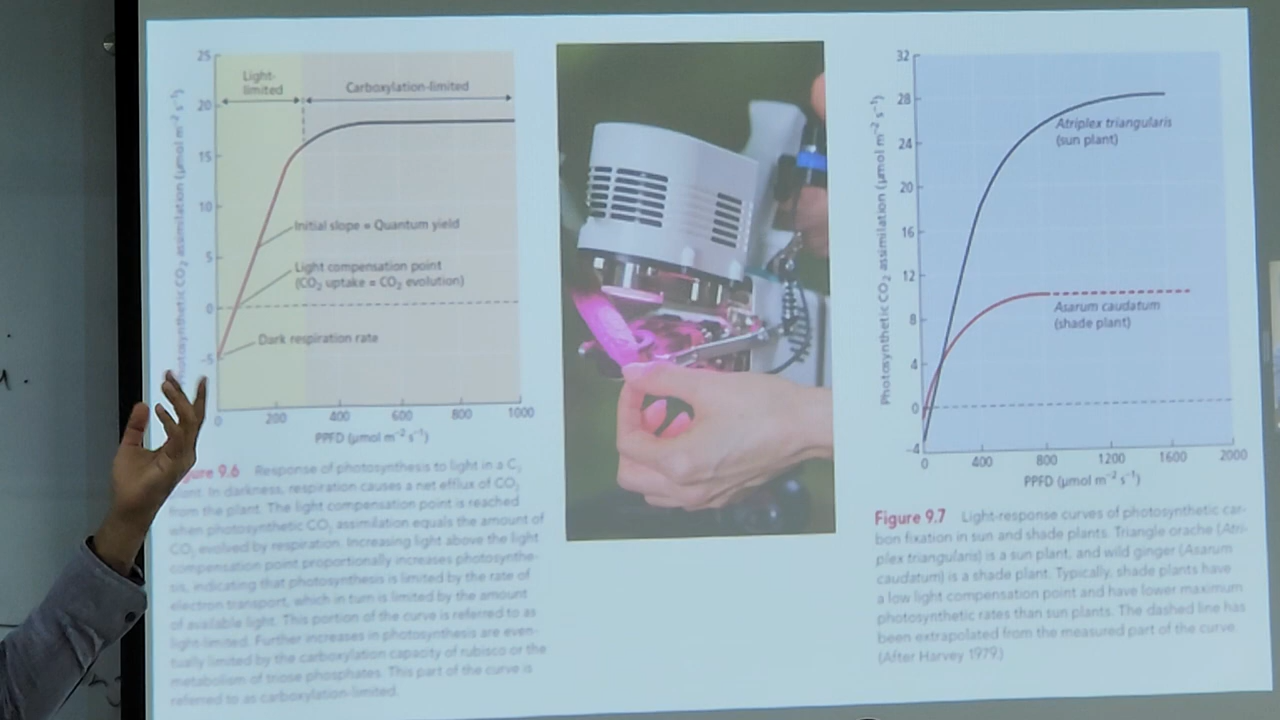 25
20
15
10
5
0
-5
Light-
limited
Carboxylation-limited
Initial slope = Quantum yield
Light compensation point
(CO₂ uptake = CO₂ evolution)
Dark respiration rate
0 200 400 600 800 1000
PPFD (μmol m⁻² s⁻¹)
hotosynthetic CO₂ assimilation (μmol m⁻² s⁻¹)
gure 9.6 Response of photosynthesis to light in a C₃
In darkness, respiration causes a net efflux of CO₂
from the plant. The light compensation point is reached
when photosynthetic CO₂ assimilation equals the amount of
CO₂ evolved by respiration. Increasing light above the light
compensation point proportionally increases photosynthe-
sis, indicating that photosynthesis is limited by the rate of
electron transport, which in turn is limited by the amount
of available light. This portion of the curve is referred to as
light-limited. Further increases in photosynthesis are even-
tually limited by the carboxylation capacity of rubisco or the
metabolism of triose phosphates. This part of the curve is
referred to as carboxylation-limited.
32
28
24
20
16
12
8
4
0
-4
Atriplex triangularis
(sun plant)
Asarum caudatum
(shade plant)
0 400 800 1200 1600 2000
PPFD (μmol m⁻² s⁻¹)
Photosynthetic CO₂ assimilation (μmol m⁻² s⁻¹)
Figure 9.7 Light-response curves of photosynthetic car-
bon fixation in sun and shade plants. Triangle orache (Atri-
plex triangularis) is a sun plant, and wild ginger (Asarum
caudatum) is a shade plant. Typically, shade plants have
a low light compensation point and have lower maximum
photosynthetic rates than sun plants. The dashed line has
been extrapolated from the measured part of the curve.
(After Harvey 1979.)